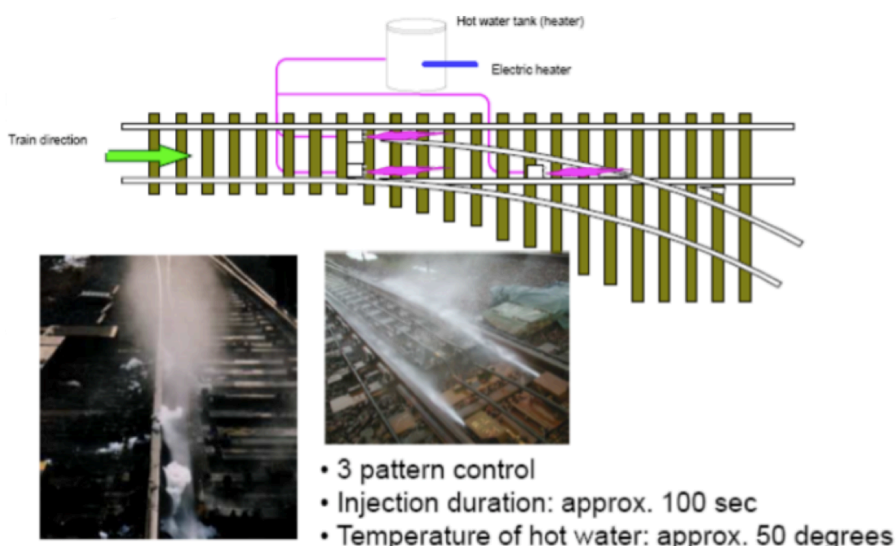 Hot water tank (heater)
Electric heater
Train direction
• 3 pattern control
• Injection duration: approx. 100 sec
• Temperature of hot water: approx. 50 degrees